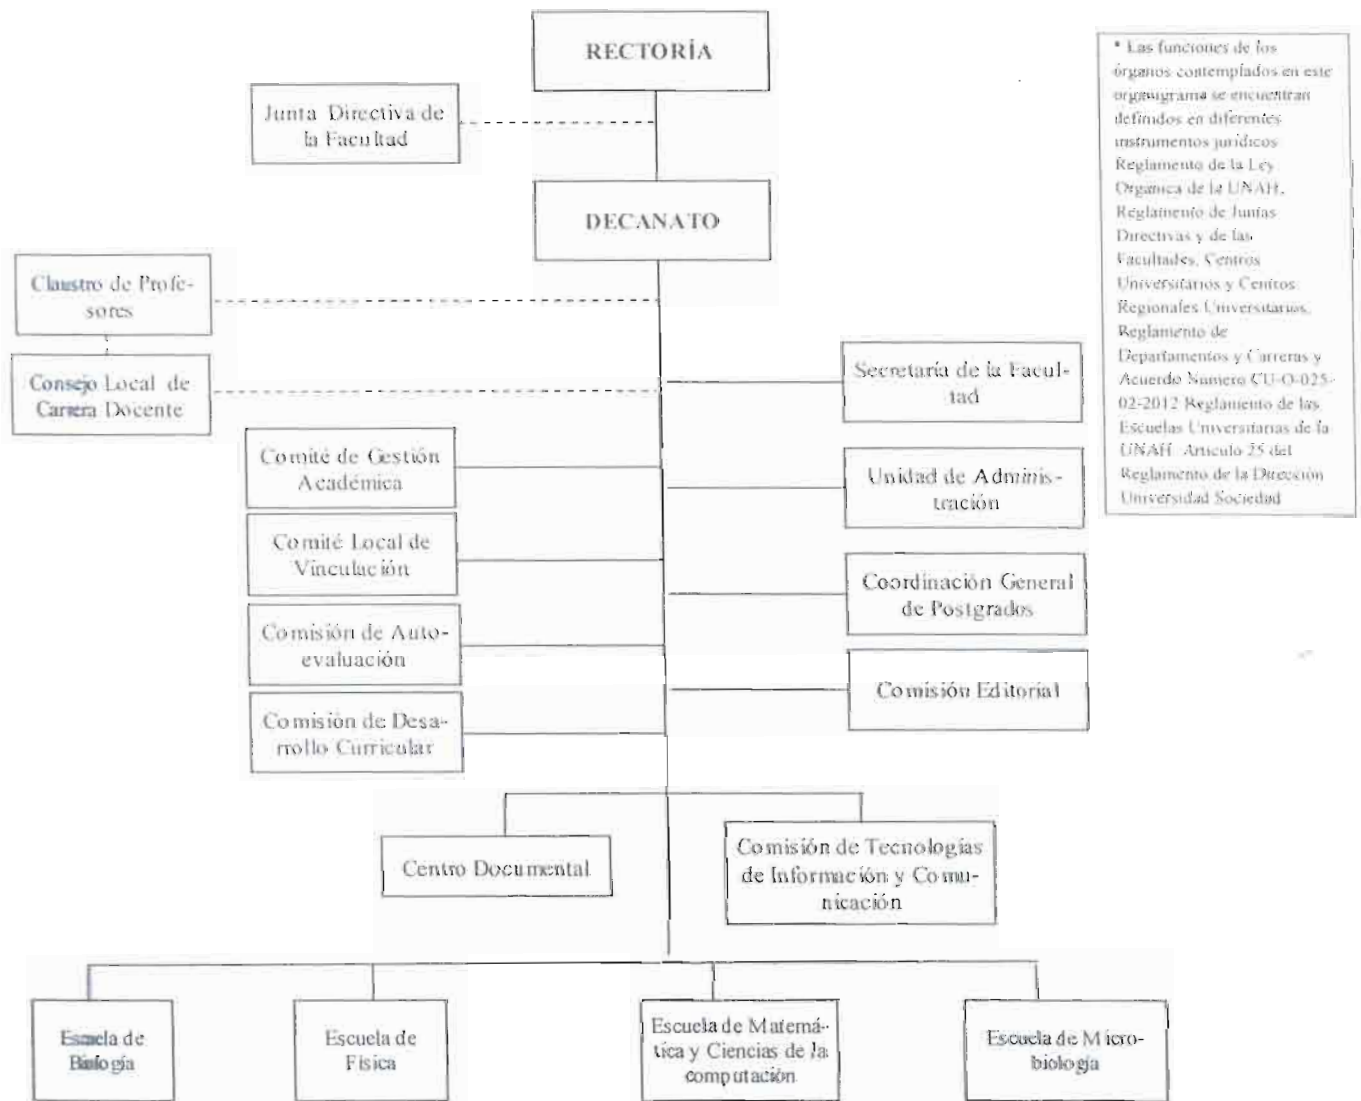 RECTORÍA
Junta Directiva de
la Facultad
DECANATO
Claustro de Profe-
sores
Consejo Local de
Carrera Docente
Comité de Gestión
Académica
Comité Local de
Vinculación
Comisión de Auto-
evaluación
Comisión de Desa-
rrollo Curricular
Secretaría de la Facul-
tad
Unidad de Adminis-
tración
Coordinación General
de Postgrados
Comisión Editorial
* Las funciones de los
órganos contemplados en este
organigrama se encuentran
definidos en diferentes
instrumentos jurídicos
Reglamento de la Ley
Orgánica de la UNAH,
Reglamento de Juntas
Directivas y de las
Facultades, Centros
Universitarios y Centros
Regionales Universitarios,
Reglamento de
Departamentos y Carreras y
Acuerdo Numero CU-O-025-
02-2012 Reglamento de las
Escuelas Universitarias de la
UNAH. Articulo 25 del
Reglamento de la Dirección
Universidad Sociedad
Centro Documental
Comisión de Tecnologías
de Información y Comu-
nicación
Escuela de
Biología
Escuela de
Física
Escuela de Matemá-
tica y Ciencias de la
computación
Escuela de Micro-
biología